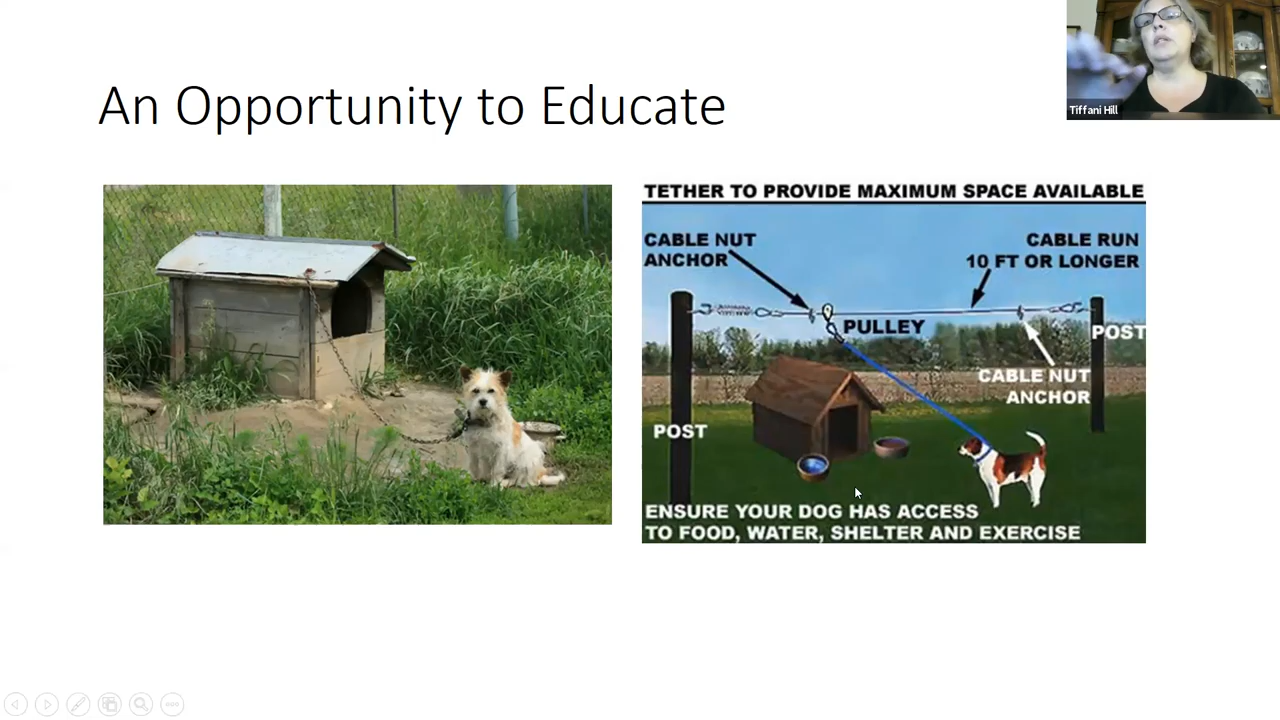 An Opportunity to Educate
Tiffani Hill
TETHER TO PROVIDE MAXIMUM SPACE AVAILABLE
CABLE NUT
ANCHOR
CABLE RUN
10 FT OR LONGER
PULLEY
POST
CABLE NUT
ANCHOR
POST
ENSURE YOUR DOG HAS ACCESS
TO FOOD, WATER, SHELTER AND EXERCISE